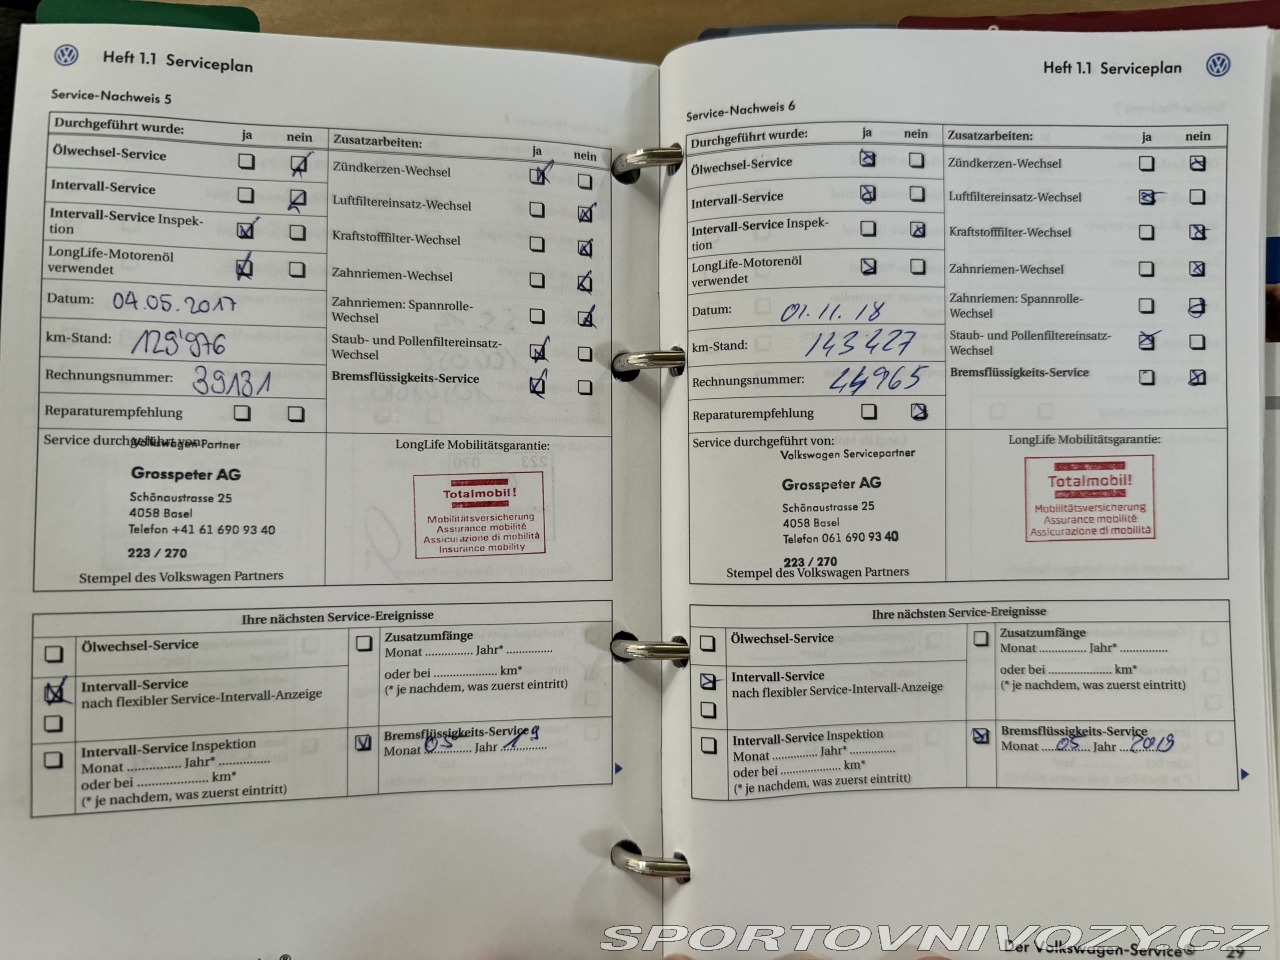 Heft 1.1 Serviceplan
Service-Nachweis 5
Durchgeführt wurde: ja nein
Ölwechsel-Service
Intervall-Service
Intervall-Service Inspek-
tion
LongLife-Motorenöl
verwendet
Datum: 04.05.2017
km-Stand: 129'976
Rechnungsnummer: 39131
Reparaturempfehlung
Zusatzarbeiten: ja nein
Zündkerzen-Wechsel
Luftfiltereinsatz-Wechsel
Kraftstofffilter-Wechsel
Zahnriemen-Wechsel
Zahnriemen: Spannrolle-
Wechsel
Staub- und Pollenfiltereinsatz-
Wechsel
Bremsflüssigkeits-Service
Service durchgeführt von:
Volkswagen Partner
Grosspeter AG
Schönaustrasse 25
4058 Basel
Telefon +41 61 690 93 40
223 / 270
Stempel des Volkswagen Partners
LongLife Mobilitätsgarantie:
Totalmobil!
Mobilitätsversicherung
Assurance mobilité
Assicurazione di mobilità
Insurance mobility
Ihre nächsten Service-Ereignisse
Ölwechsel-Service
Intervall-Service
nach flexibler Service-Intervall-Anzeige
Intervall-Service Inspektion
Monat .............. Jahr* ..............
oder bei ..................... km*
(* je nachdem, was zuerst eintritt)
Zusatzumfänge
Monat .............. Jahr* ..............
oder bei ..................... km*
(* je nachdem, was zuerst eintritt)
Bremsflüssigkeits-Service
Monat 05 Jahr 19
Heft 1.1 Serviceplan
Service-Nachweis 6
Durchgeführt wurde: ja nein
Ölwechsel-Service
Intervall-Service
Intervall-Service Inspek-
tion
LongLife-Motorenöl
verwendet
Datum: 01.11.18
km-Stand: 143427
Rechnungsnummer: 44965
Reparaturempfehlung
Zusatzarbeiten: ja nein
Zündkerzen-Wechsel
Luftfiltereinsatz-Wechsel
Kraftstofffilter-Wechsel
Zahnriemen-Wechsel
Zahnriemen: Spannrolle-
Wechsel
Staub- und Pollenfiltereinsatz-
Wechsel
Bremsflüssigkeits-Service
Service durchgeführt von:
Volkswagen Servicepartner
Grosspeter AG
Schönaustrasse 25
4058 Basel
Telefon 061 690 93 40
223 / 270
Stempel des Volkswagen Partners
LongLife Mobilitätsgarantie:
Totalmobil!
Mobilitätsversicherung
Assurance mobilité
Assicurazione di mobilità
Ihre nächsten Service-Ereignisse
Ölwechsel-Service
Intervall-Service
nach flexibler Service-Intervall-Anzeige
Intervall-Service Inspektion
Monat .............. Jahr* ..............
oder bei ..................... km*
(* je nachdem, was zuerst eintritt)
Zusatzumfänge
Monat .............. Jahr* ..............
oder bei ..................... km*
(* je nachdem, was zuerst eintritt)
Bremsflüssigkeits-Service
Monat 05 Jahr 2019
Der Volkswagen-Service® 29
SPORTOVNIVOZY.CZ